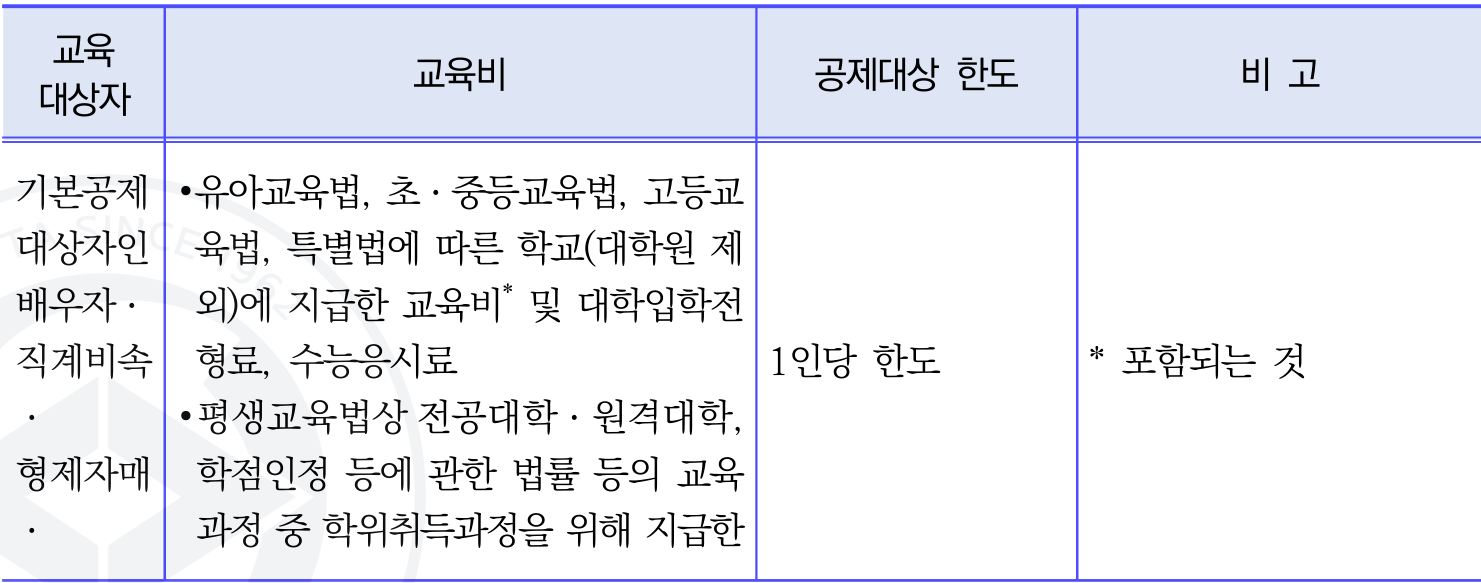 교육
대상자
교육비
공제대상 한도
비 고
기본공제
대상자인
배우자 ·
직계비속
·
형제자매
·
•유아교육법, 초 · 중등교육법, 고등교
육법, 특별법에 따른 학교(대학원 제
외)에 지급한 교육비* 및 대학입학전
형료, 수능응시료
•평생교육법상 전공대학 · 원격대학,
학점인정 등에 관한 법률 등의 교육
과정 중 학위취득과정을 위해 지급한
1인당 한도
* 포함되는 것
TA SINCE 1962